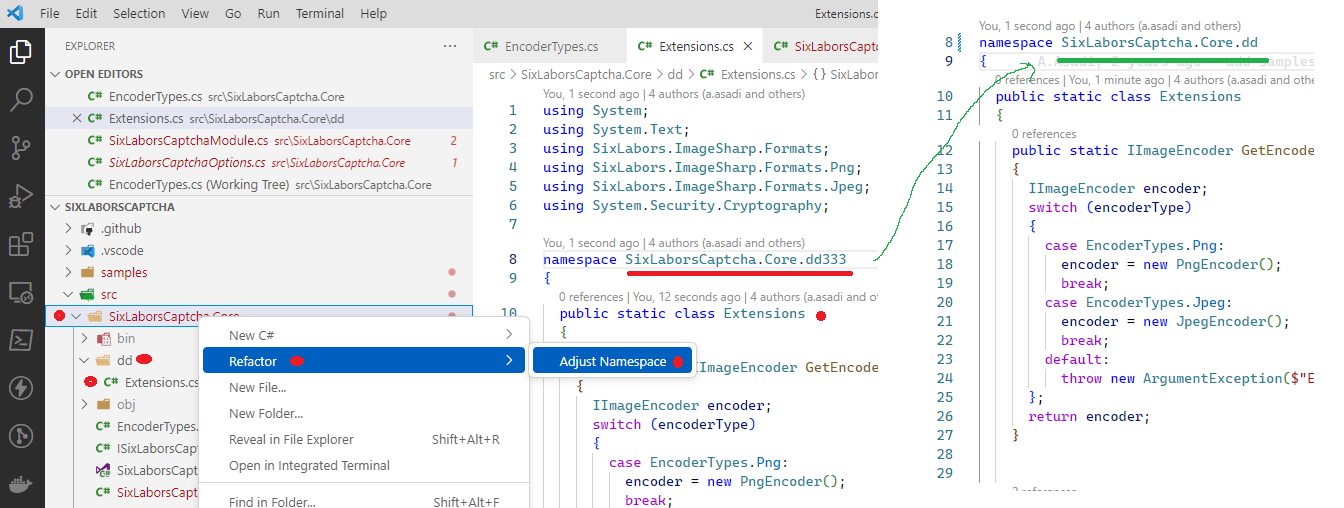 File Edit Selection View Go Run Terminal Help Extensions.c
EXPLORER
OPEN EDITORS
C# EncoderTypes.cs src\SixLaborsCaptcha.Core
C# Extensions.cs src\SixLaborsCaptcha.Core\dd
C# SixLaborsCaptchaModule.cs src\SixLaborsCaptcha.Core 2
C# SixLaborsCaptchaOptions.cs src\SixLaborsCaptcha.Core 1
C# EncoderTypes.cs (Working Tree) src\SixLaborsCaptcha.Core
SIXLABORSCAPTCHA
.github
.vscode
samples
src
SixLaborsCaptcha.Core
bin
dd
C# Extensions.cs
obj
C# EncoderTypes.
C# ISixLaborsCapt
SixLaborsCapt
C# SixLaborsCapt
New C#
Refactor
New File...
New Folder...
Reveal in File Explorer Shift+Alt+R
Open in Integrated Terminal
Find in Folder... Shift+Alt+F
Adjust Namespace
C# EncoderTypes.cs C# Extensions.cs C# SixLaborsCaptcha
src > SixLaborsCaptcha.Core > dd > C# Extensions.cs > {} SixLabor
You, 1 second ago | 4 authors (a.asadi and others)
1 using System;
2 using System.Text;
3 using SixLabors.ImageSharp.Formats;
4 using SixLabors.ImageSharp.Formats.Png;
5 using SixLabors.ImageSharp.Formats.Jpeg;
6 using System.Security.Cryptography;
7
You, 1 second ago | 4 authors (a.asadi and others)
8 namespace SixLaborsCaptcha.Core.dd333
9 {
0 references | You, 12 seconds ago | 4 authors (a.asadi and othe
10 public static class Extensions
{
IImageEncoder GetEncode
{
IImageEncoder encoder;
switch (encoderType)
{
case EncoderTypes.Png:
encoder = new PngEncoder();
break;
You, 1 second ago | 4 authors (a.asadi and others)
8 namespace SixLaborsCaptcha.Core.dd
9 { A.Asadi, 2 years ago · add samples
0 references | You, 1 minute ago | 4 authors (a.asadi and othe
10 public static class Extensions
11 {
0 references
12 public static IImageEncoder GetEncode
13 {
14 IImageEncoder encoder;
15 switch (encoderType)
16 {
17 case EncoderTypes.Png:
18 encoder = new PngEncoder();
19 break;
20 case EncoderTypes.Jpeg:
21 encoder = new JpegEncoder();
22 break;
23 default:
24 throw new ArgumentException($"E
25 };
26 return encoder;
27 }
28
29